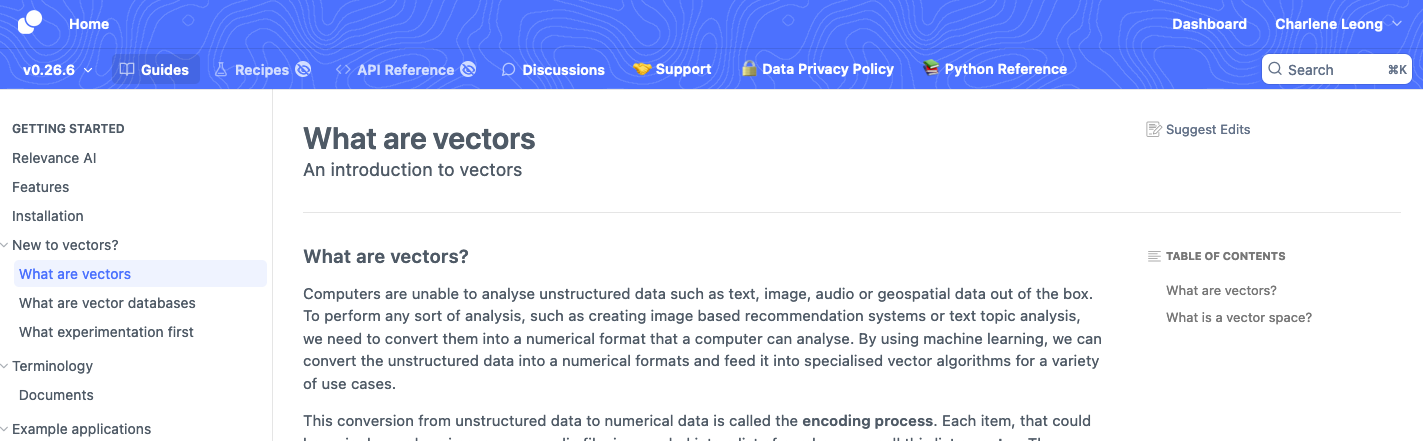 Home
Dashboard
Charlene Leong
v0.26.6
Guides
Recipes
API Reference
Discussions
Support
Data Privacy Policy
Python Reference
Search
⌘K
GETTING STARTED
Relevance AI
Features
Installation
New to vectors?
What are vectors
What are vector databases
What experimentation first
Terminology
Documents
Example applications
What are vectors
An introduction to vectors
Suggest Edits
What are vectors?
Computers are unable to analyse unstructured data such as text, image, audio or geospatial data out of the box.
To perform any sort of analysis, such as creating image based recommendation systems or text topic analysis,
we need to convert them into a numerical format that a computer can analyse. By using machine learning, we can
convert the unstructured data into a numerical formats and feed it into specialised vector algorithms for a variety
of use cases.
This conversion from unstructured data to numerical data is called the encoding process. Each item, that could
TABLE OF CONTENTS
What are vectors?
What is a vector space?